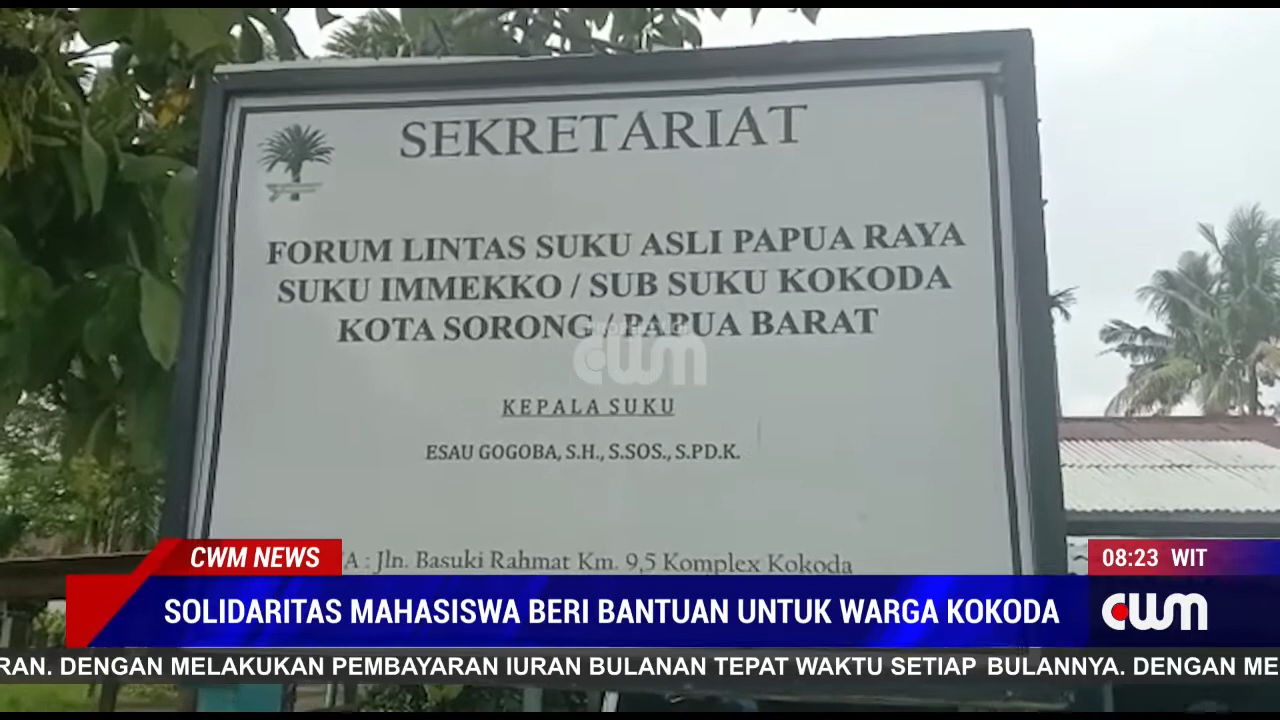 SEKRETARIAT
FORUM LINTAS SUKU ASLI PAPUA RAYA
SUKU IMMEKKO / SUB SUKU KOKODA
KOTA SORONG / PAPUA BARAT
cwm
KEPALA SUKU
ESAU GOGOBA, S.H., S.SOS., S.PD.K.
: Jln. Basuki Rahmat Km. 9,5 Komplex Kokoda
CWM NEWS
08:23 WIT
SOLIDARITAS MAHASISWA BERI BANTUAN UNTUK WARGA KOKODA
cwm
RAN. DENGAN MELAKUKAN PEMBAYARAN IURAN BULANAN TEPAT WAKTU SETIAP BULANNYA. DENGAN ME